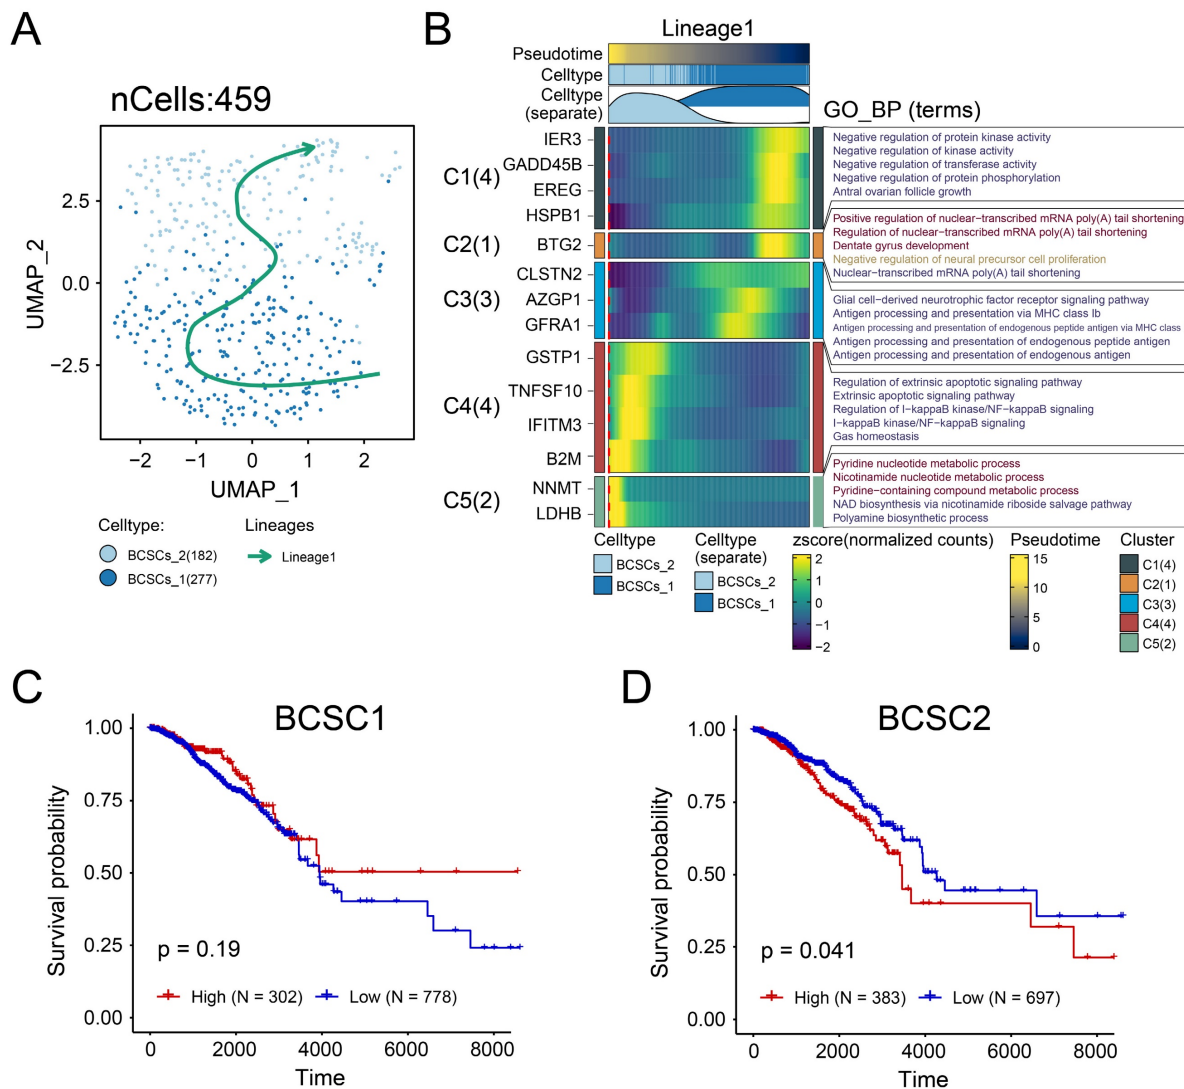 A
nCells:459
2.5
0.0
−2.5
UMAP_2
−2
−1
0
1
2
UMAP_1
Celltype:
BCSCs_2(182)
BCSCs_1(277)
Lineages
Lineage1
B
Lineage1
Pseudotime
Celltype
Celltype
(separate)
GO_BP (terms)
C1(4)
IER3
GADD45B
EREG
HSPB1
C2(1)
BTG2
C3(3)
CLSTN2
AZGP1
GFRA1
C4(4)
GSTP1
TNFSF10
IFITM3
B2M
C5(2)
NNMT
LDHB
Negative regulation of protein kinase activity
Negative regulation of kinase activity
Negative regulation of transferase activity
Negative regulation of protein phosphorylation
Antral ovarian follicle growth
Positive regulation of nuclear−transcribed mRNA poly(A) tail shortening
Regulation of nuclear−transcribed mRNA poly(A) tail shortening
Dentate gyrus development
Negative regulation of neural precursor cell proliferation
Nuclear−transcribed mRNA poly(A) tail shortening
Glial cell−derived neurotrophic factor receptor signaling pathway
Antigen processing and presentation via MHC class Ib
Antigen processing and presentation of endogenous peptide antigen via MHC class I
Antigen processing and presentation of endogenous peptide antigen
Antigen processing and presentation of endogenous antigen
Regulation of extrinsic apoptotic signaling pathway
Extrinsic apoptotic signaling pathway
Regulation of I−kappaB kinase/NF−kappaB signaling
I−kappaB kinase/NF−kappaB signaling
Gas homeostasis
Pyridine nucleotide metabolic process
Nicotinamide nucleotide metabolic process
Pyridine−containing compound metabolic process
NAD biosynthesis via nicotinamide riboside salvage pathway
Polyamine biosynthetic process
Celltype
BCSCs_2
BCSCs_1
Celltype
(separate)
BCSCs_2
BCSCs_1
zscore(normalized counts)
2
1
0
−1
−2
Pseudotime
15
10
5
0
Cluster
C1(4)
C2(1)
C3(3)
C4(4)
C5(2)
C
BCSC1
1.00
0.75
0.50
0.25
0.00
Survival probability
p = 0.19
High (N = 302)
Low (N = 778)
0
2000
4000
6000
8000
Time
D
BCSC2
1.00
0.75
0.50
0.25
0.00
Survival probability
p = 0.041
High (N = 383)
Low (N = 697)
0
2000
4000
6000
8000
Time